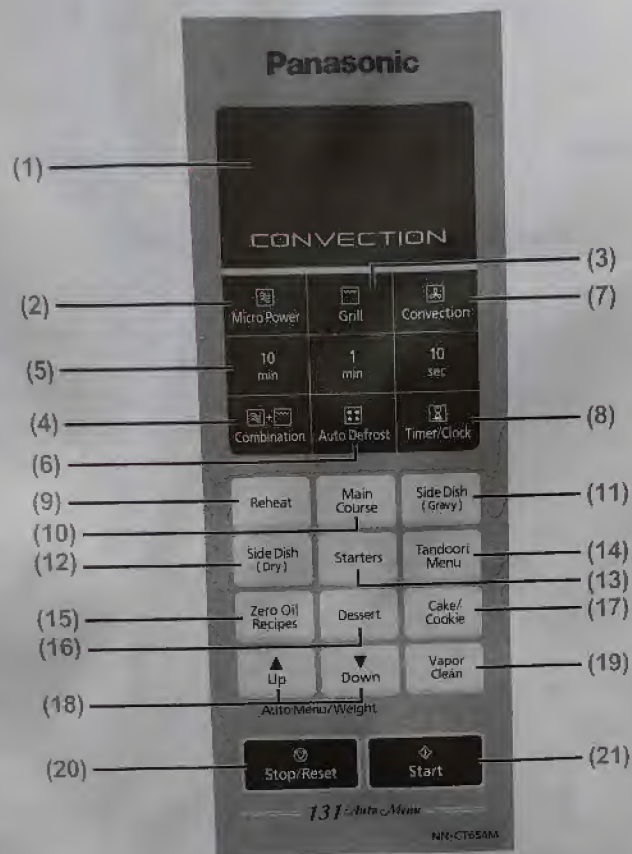 Panasonic
(1)
CONVECTION
(3)
(2) Micro Power Grill Convection (7)
(5) 10 min 1 min 10 sec
(4) Combination Auto Defrost Timer/Clock (8)
(6)
(9) Reheat Main Course Side Dish (Gravy) (11)
(10)
(12) Side Dish (Dry) Starters Tandoori Menu (14)
(13)
(15) Zero Oil Recipes Dessert Cake/ Cookie (17)
(16)
Up Down Vapor Clean (19)
(18)
Auto Menu/Weight
(20) Stop/Reset Start (21)
131 Auto Menu
NN-CT65AM